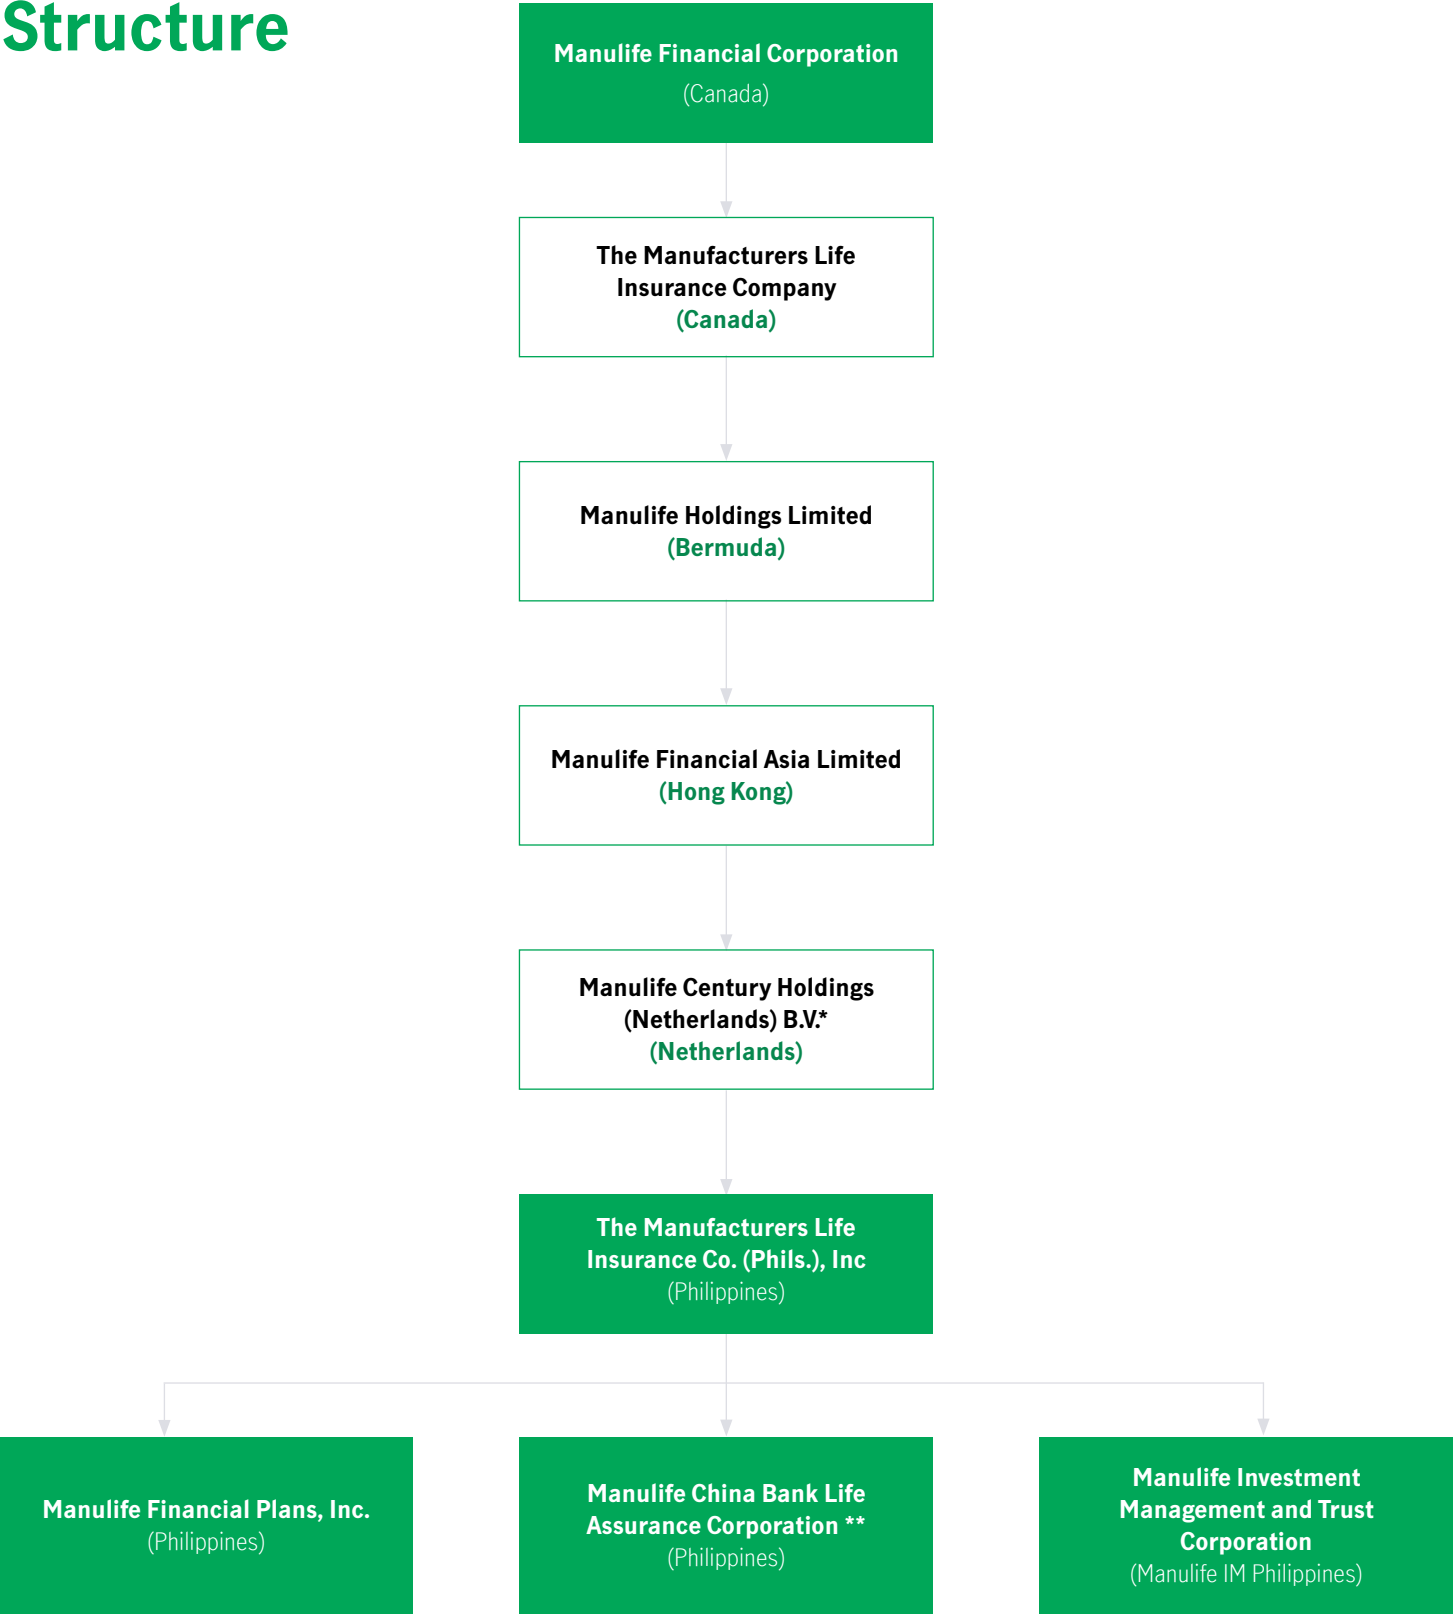 Structure
Manulife Financial Corporation
(Canada)
The Manufacturers Life
Insurance Company
(Canada)
Manulife Holdings Limited
(Bermuda)
Manulife Financial Asia Limited
(Hong Kong)
Manulife Century Holdings
(Netherlands) B.V.*
(Netherlands)
The Manufacturers Life
Insurance Co. (Phils.), Inc
(Philippines)
Manulife Financial Plans, Inc.
(Philippines)
Manulife China Bank Life
Assurance Corporation **
(Philippines)
Manulife Investment
Management and Trust
Corporation
(Manulife IM Philippines)